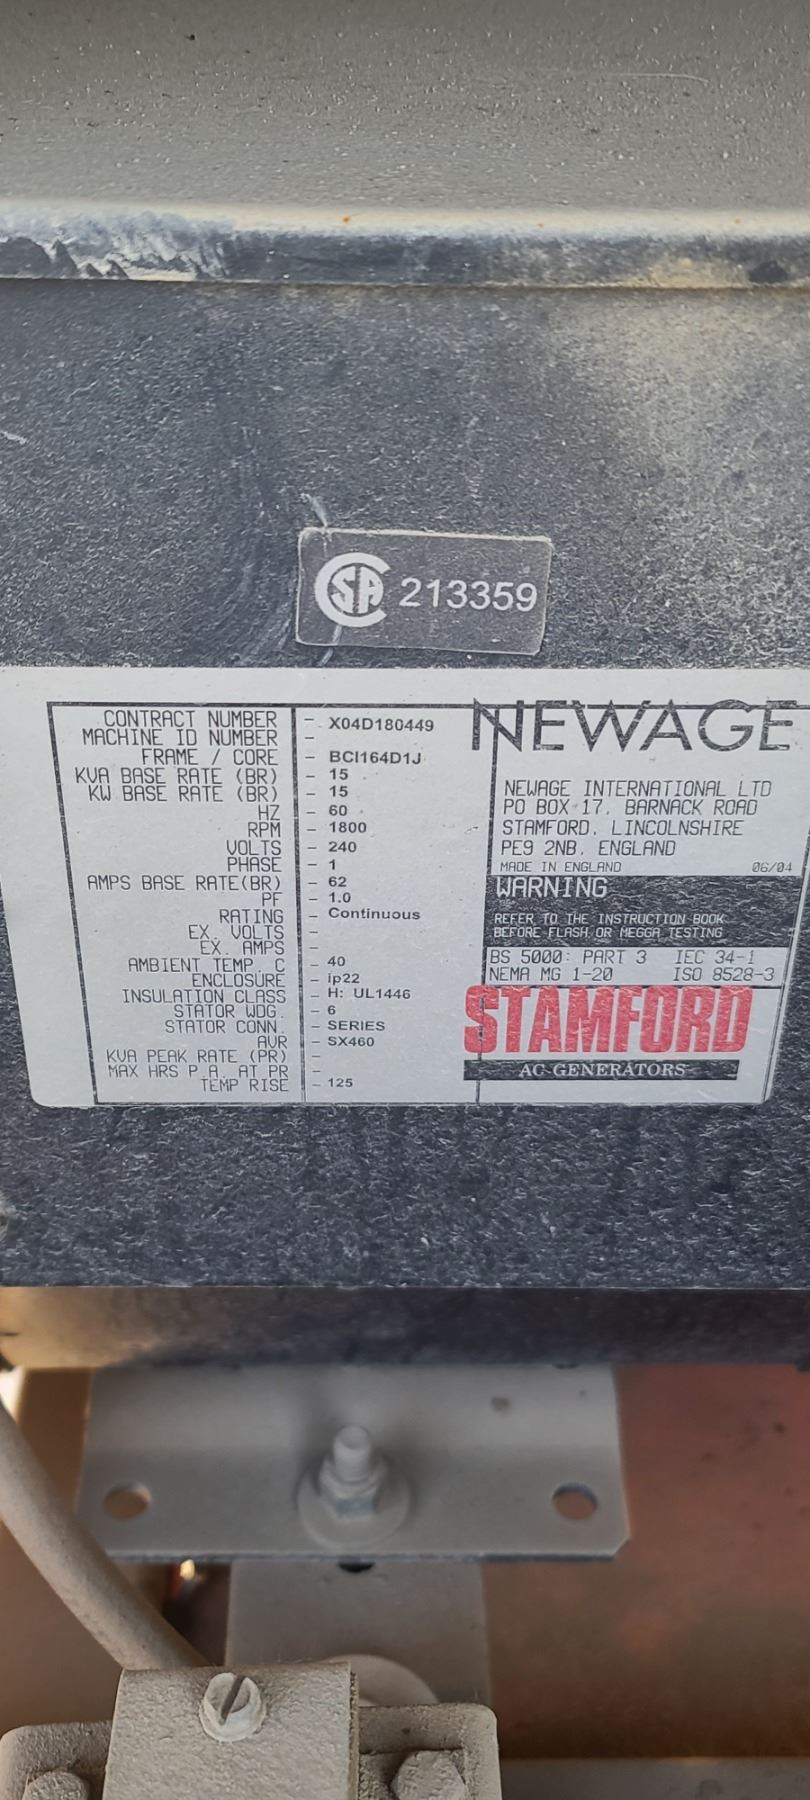 CSA 213359
NEWAGE
CONTRACT NUMBER - X04D180449
MACHINE ID NUMBER -
FRAME / CORE - BCI164D1J
KVA BASE RATE (BR) - 15
KW BASE RATE (BR) - 15
HZ - 60
RPM - 1800
VOLTS - 240
PHASE - 1
AMPS BASE RATE(BR) - 62
PF - 1.0
RATING - Continuous
EX. VOLTS -
EX. AMPS -
AMBIENT TEMP. C - 40
ENCLOSURE - ip22
INSULATION CLASS - H: UL1446
STATOR WDG. - 6
STATOR CONN. - SERIES
AVR - SX460
KVA PEAK RATE (PR) -
MAX HRS P.A. AT PR -
TEMP RISE - 125
NEWAGE INTERNATIONAL LTD
PO BOX 17, BARNACK ROAD
STAMFORD, LINCOLNSHIRE
PE9 2NB, ENGLAND
MADE IN ENGLAND 06/04
WARNING
REFER TO THE INSTRUCTION BOOK
BEFORE FLASH OR MEGGA TESTING
BS 5000: PART 3 IEC 34-1
NEMA MG 1-20 ISO 8528-3
STAMFORD
AC GENERATORS